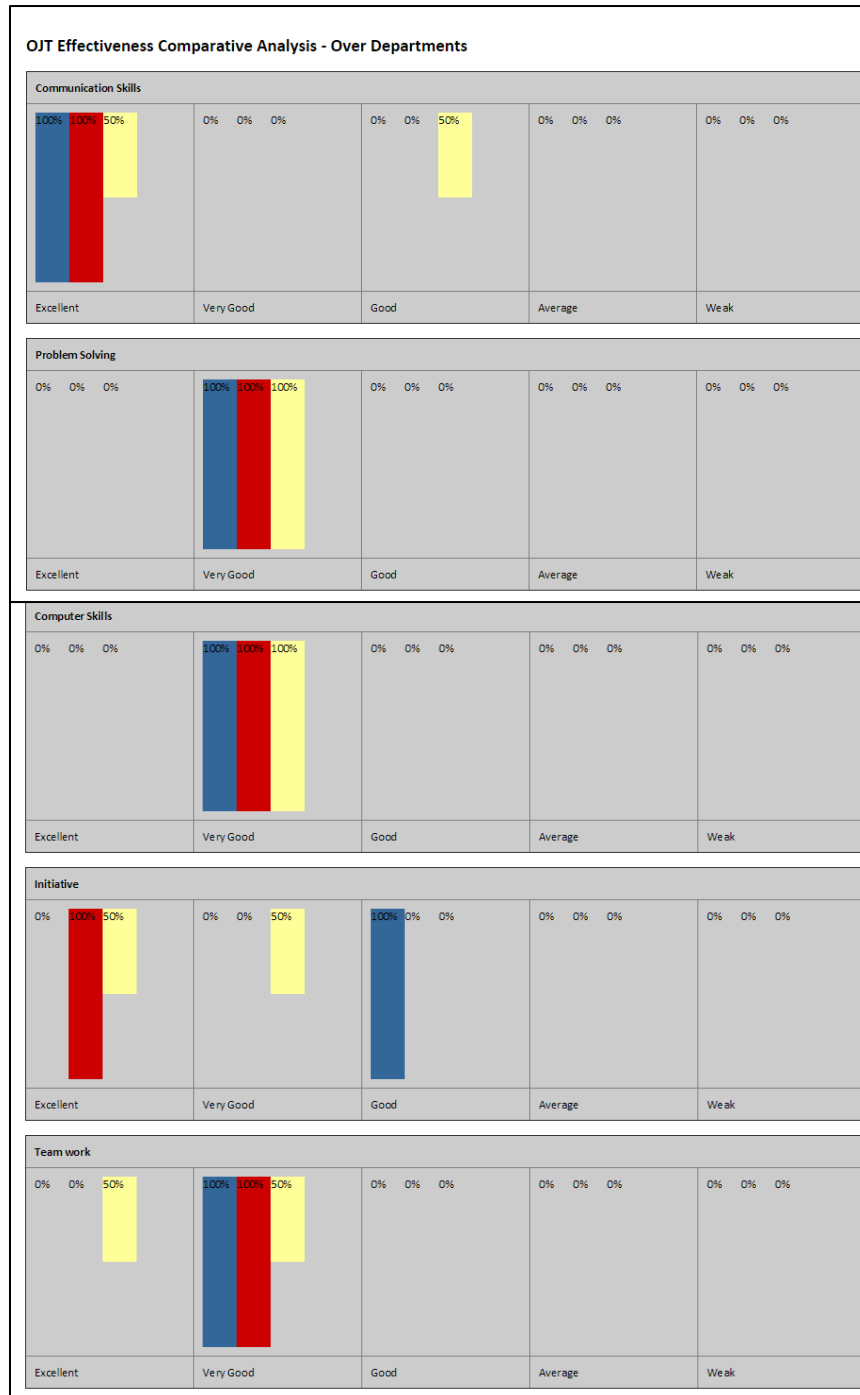 OJT Effectiveness Comparative Analysis - Over Departments
Communication Skills
100% 100% 50% 0% 0% 0% 0% 0% 50% 0% 0% 0% 0% 0% 0%
Excellent Very Good Good Average Weak
Problem Solving
0% 0% 0% 100% 100% 100% 0% 0% 0% 0% 0% 0% 0% 0% 0%
Excellent Very Good Good Average Weak
Computer Skills
0% 0% 0% 100% 100% 100% 0% 0% 0% 0% 0% 0% 0% 0% 0%
Excellent Very Good Good Average Weak
Initiative
0% 100% 50% 0% 0% 50% 100% 0% 0% 0% 0% 0% 0% 0% 0%
Excellent Very Good Good Average Weak
Team work
0% 0% 50% 100% 100% 50% 0% 0% 0% 0% 0% 0% 0% 0% 0%
Excellent Very Good Good Average Weak